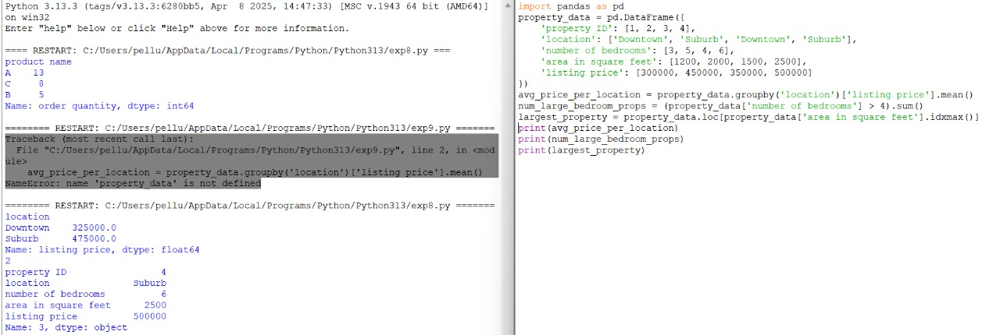 Python 3.13.3 (tags/v3.13.3:6280bb5, Apr  8 2025, 14:47:33) [MSC v.1943 64 bit (AMD64)]
on win32
Enter "help" below or click "Help" above for more information.
==== RESTART: C:/Users/pellu/AppData/Local/Programs/Python/Python313/exp8.py ===
product name
A    13
C     8
B     5
Name: order quantity, dtype: int64
======== RESTART: C:/Users/pellu/AppData/Local/Programs/Python/Python313/exp9.py =======
Traceback (most recent call last):
  File "C:/Users/pellu/AppData/Local/Programs/Python/Python313/exp9.py", line 2, in <mod
ule>
    avg_price_per_location = property_data.groupby('location')['listing price'].mean()
NameError: name 'property_data' is not defined
======== RESTART: C:/Users/pellu/AppData/Local/Programs/Python/Python313/exp8.py =======
location
Downtown    325000.0
Suburb      475000.0
Name: listing price, dtype: float64
2
property ID                 4
location               Suburb
number of bedrooms          6
area in square feet      2500
listing price          500000
Name: 3, dtype: object
import pandas as pd
property_data = pd.DataFrame({
    'property ID': [1, 2, 3, 4],
    'location': ['Downtown', 'Suburb', 'Downtown', 'Suburb'],
    'number of bedrooms': [3, 5, 4, 6],
    'area in square feet': [1200, 2000, 1500, 2500],
    'listing price': [300000, 450000, 350000, 500000]
})
avg_price_per_location = property_data.groupby('location')['listing price'].mean()
num_large_bedroom_props = (property_data['number of bedrooms'] > 4).sum()
largest_property = property_data.loc[property_data['area in square feet'].idxmax()]
print(avg_price_per_location)
print(num_large_bedroom_props)
print(largest_property)